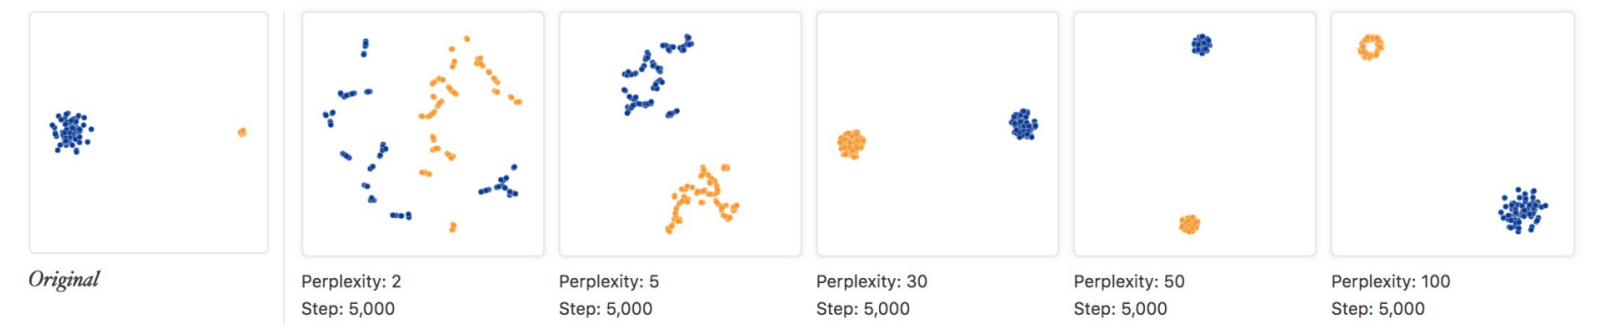 Original
Perplexity: 2
Step: 5,000
Perplexity: 5
Step: 5,000
Perplexity: 30
Step: 5,000
Perplexity: 50
Step: 5,000
Perplexity: 100
Step: 5,000